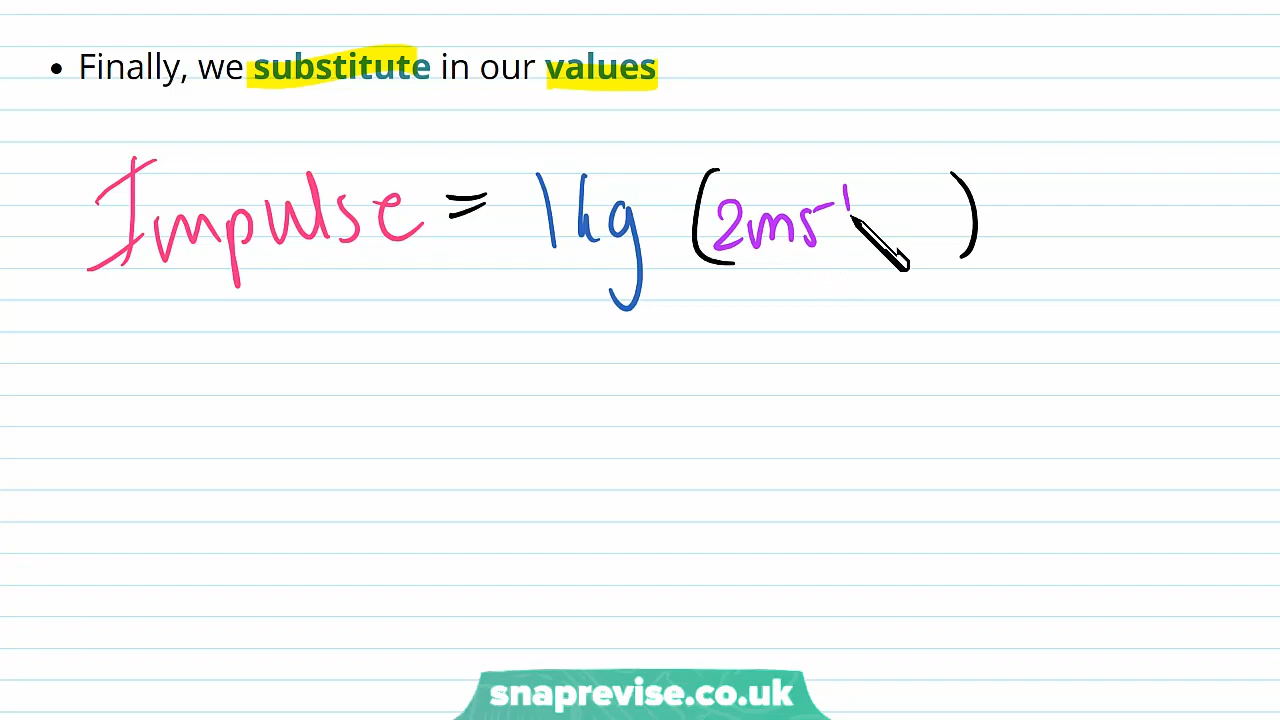 • Finally, we substitute in our values
Impulse = 1kg (2ms⁻¹ )
snaprevise.co.uk